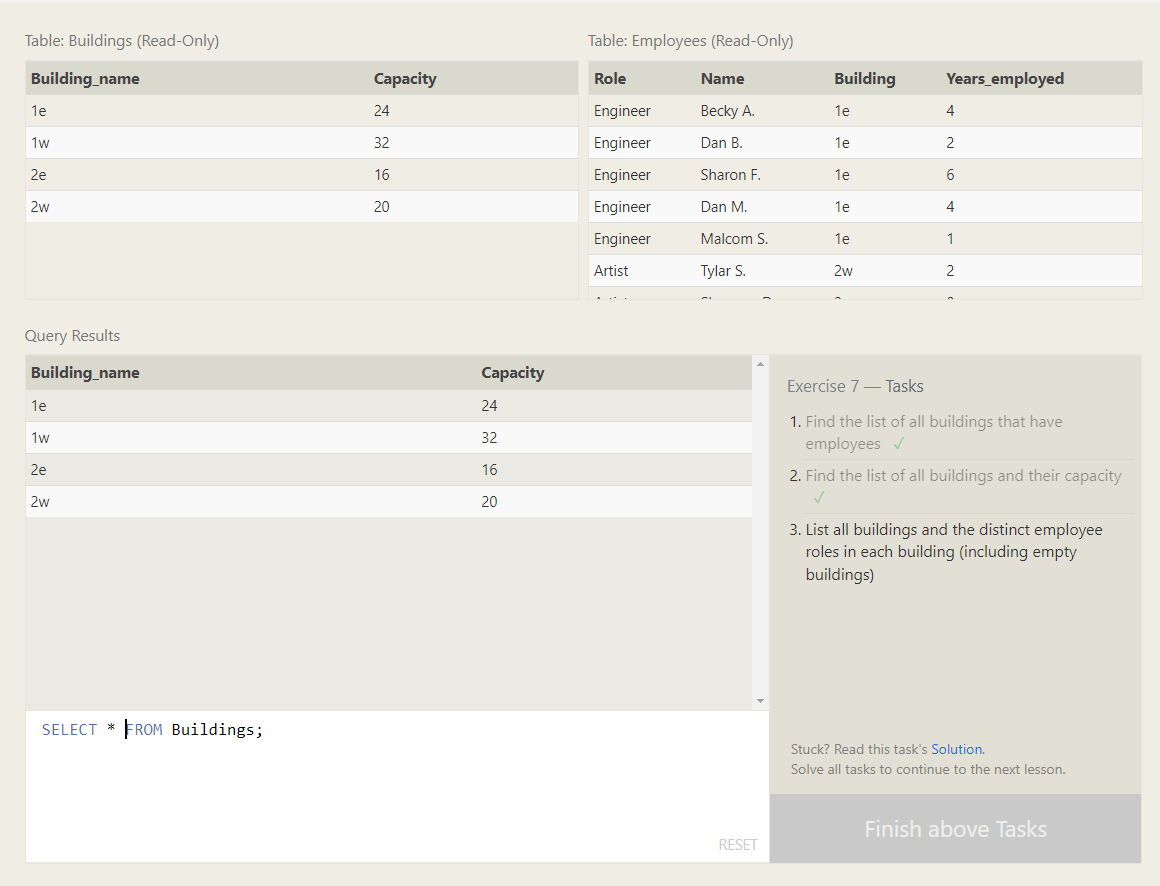 Table: Buildings (Read-Only)
Building_name Capacity
1e 24
1w 32
2e 16
2w 20
Table: Employees (Read-Only)
Role Name Building Years_employed
Engineer Becky A. 1e 4
Engineer Dan B. 1e 2
Engineer Sharon F. 1e 6
Engineer Dan M. 1e 4
Engineer Malcom S. 1e 1
Artist Tylar S. 2w 2
Query Results
Building_name Capacity
1e 24
1w 32
2e 16
2w 20
SELECT * FROM Buildings;
RESET
Exercise 7 — Tasks
1. Find the list of all buildings that have
employees ✓
2. Find the list of all buildings and their capacity
✓
3. List all buildings and the distinct employee
roles in each building (including empty
buildings)
Stuck? Read this task's Solution.
Solve all tasks to continue to the next lesson.
Finish above Tasks